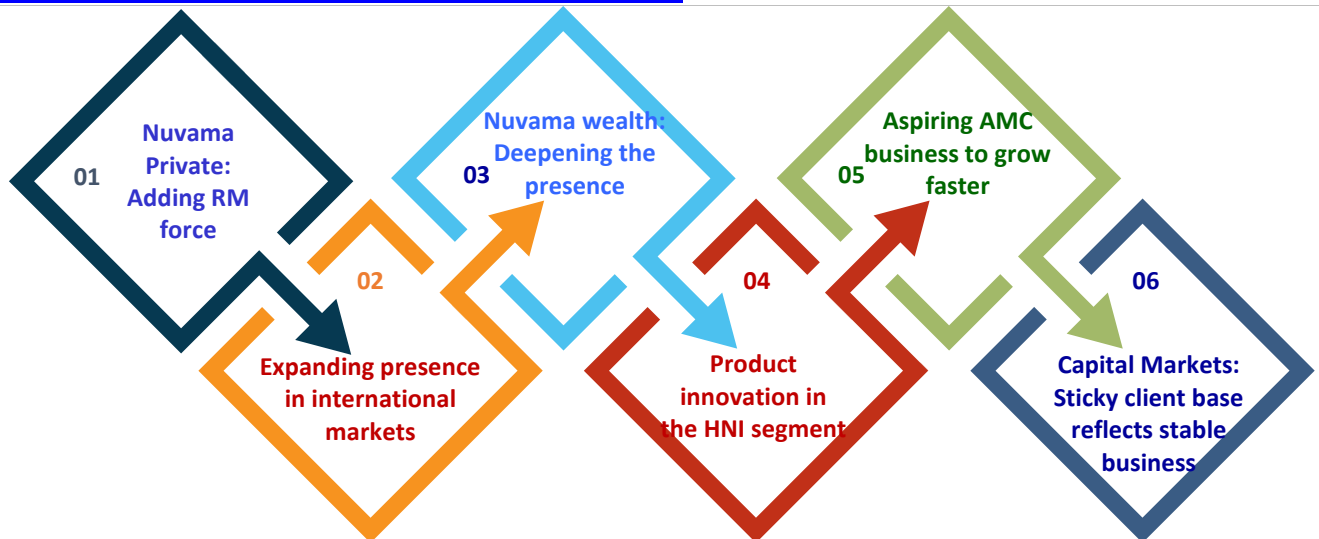 01
Nuvama
Private:
Adding RM
force
02
Expanding presence
in international
markets
03
Nuvama wealth:
Deepening the
presence
04
Product
innovation in
the HNI segment
05
Aspiring AMC
business to grow
faster
06
Capital Markets:
Sticky client base
reflects stable
business